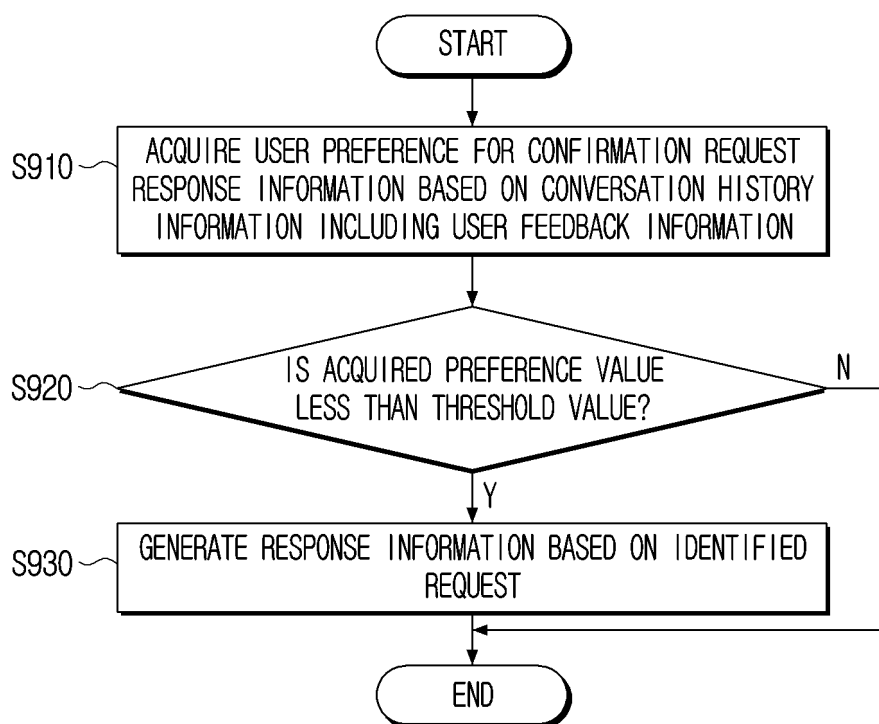 START
S910
ACQUIRE USER PREFERENCE FOR CONFIRMATION REQUEST
RESPONSE INFORMATION BASED ON CONVERSATION HISTORY
INFORMATION INCLUDING USER FEEDBACK INFORMATION
S920
IS ACQUIRED PREFERENCE VALUE
LESS THAN THRESHOLD VALUE?
N
Y
S930
GENERATE RESPONSE INFORMATION BASED ON IDENTIFIED
REQUEST
END